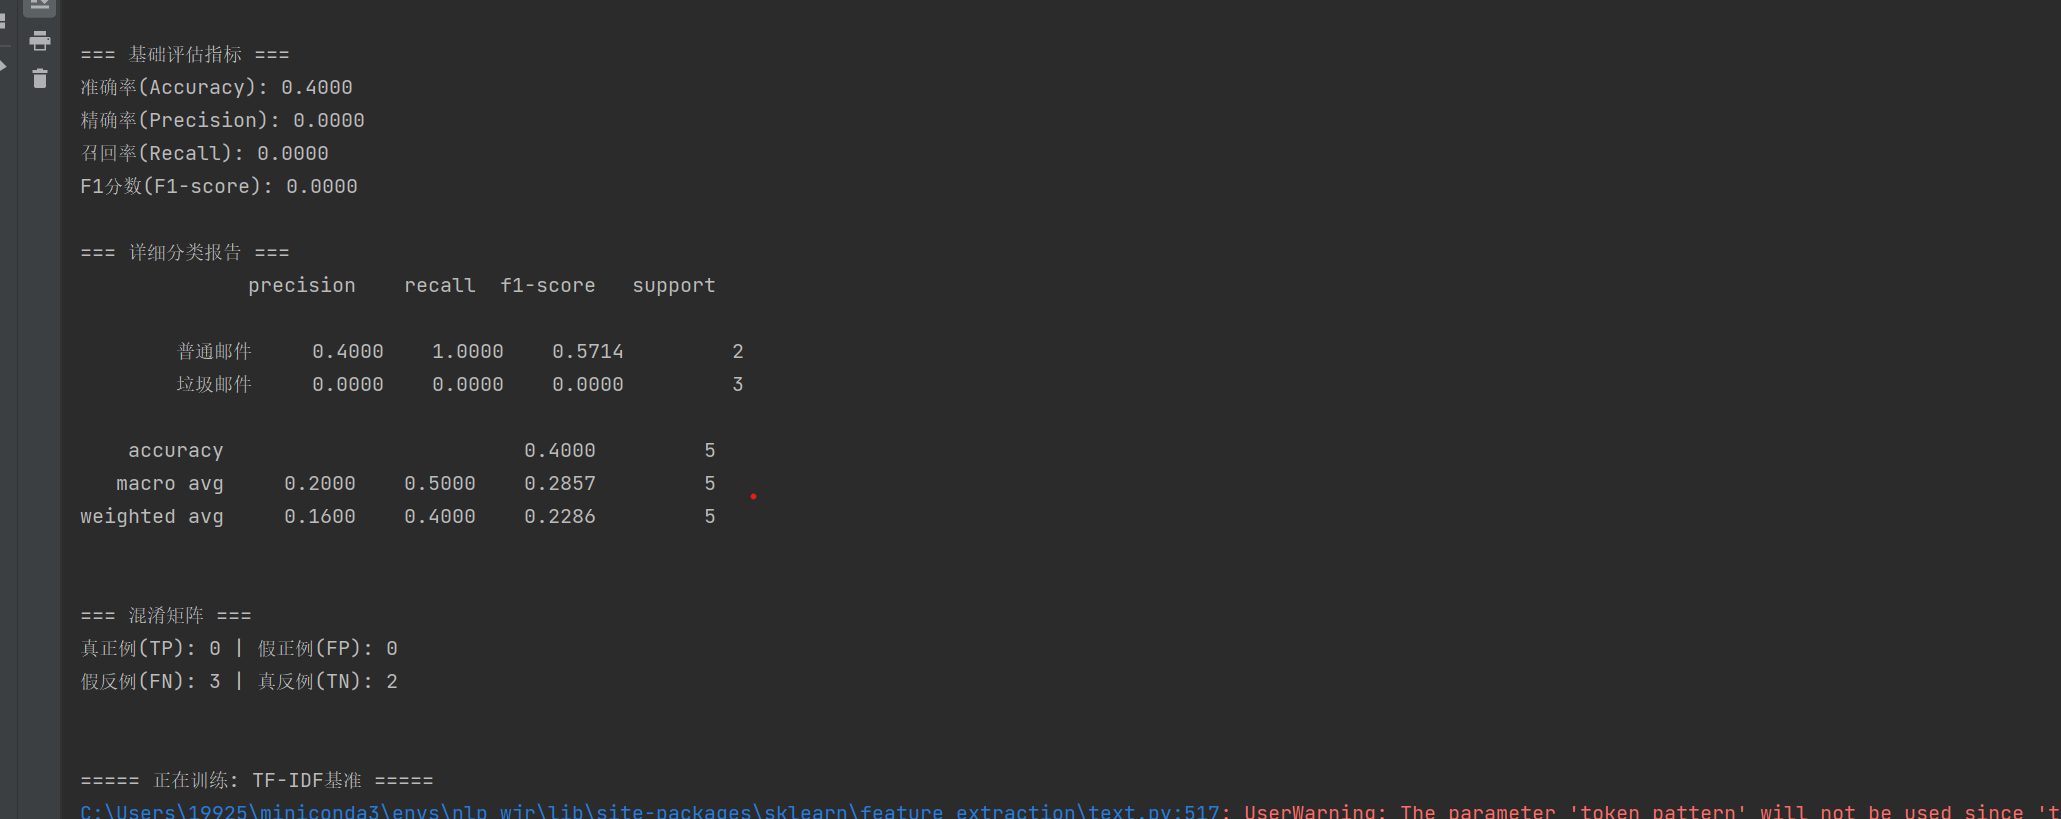 === 基础评估指标 ===
准确率(Accuracy): 0.4000
精确率(Precision): 0.0000
召回率(Recall): 0.0000
F1分数(F1-score): 0.0000
=== 详细分类报告 ===
precision recall f1-score support
普通邮件 0.4000 1.0000 0.5714 2
垃圾邮件 0.0000 0.0000 0.0000 3
accuracy 0.4000 5
macro avg 0.2000 0.5000 0.2857 5
weighted avg 0.1600 0.4000 0.2286 5
=== 混淆矩阵 ===
真正例(TP): 0 | 假正例(FP): 0
假反例(FN): 3 | 真反例(TN): 2
===== 正在训练: TF-IDF基准 =====
C:\Users\19925\miniconda3\envs\nlp_wjr\lib\site-packages\sklearn\feature_extraction\text.py:517: UserWarning: The parameter 'token_pattern' will not be used since 't